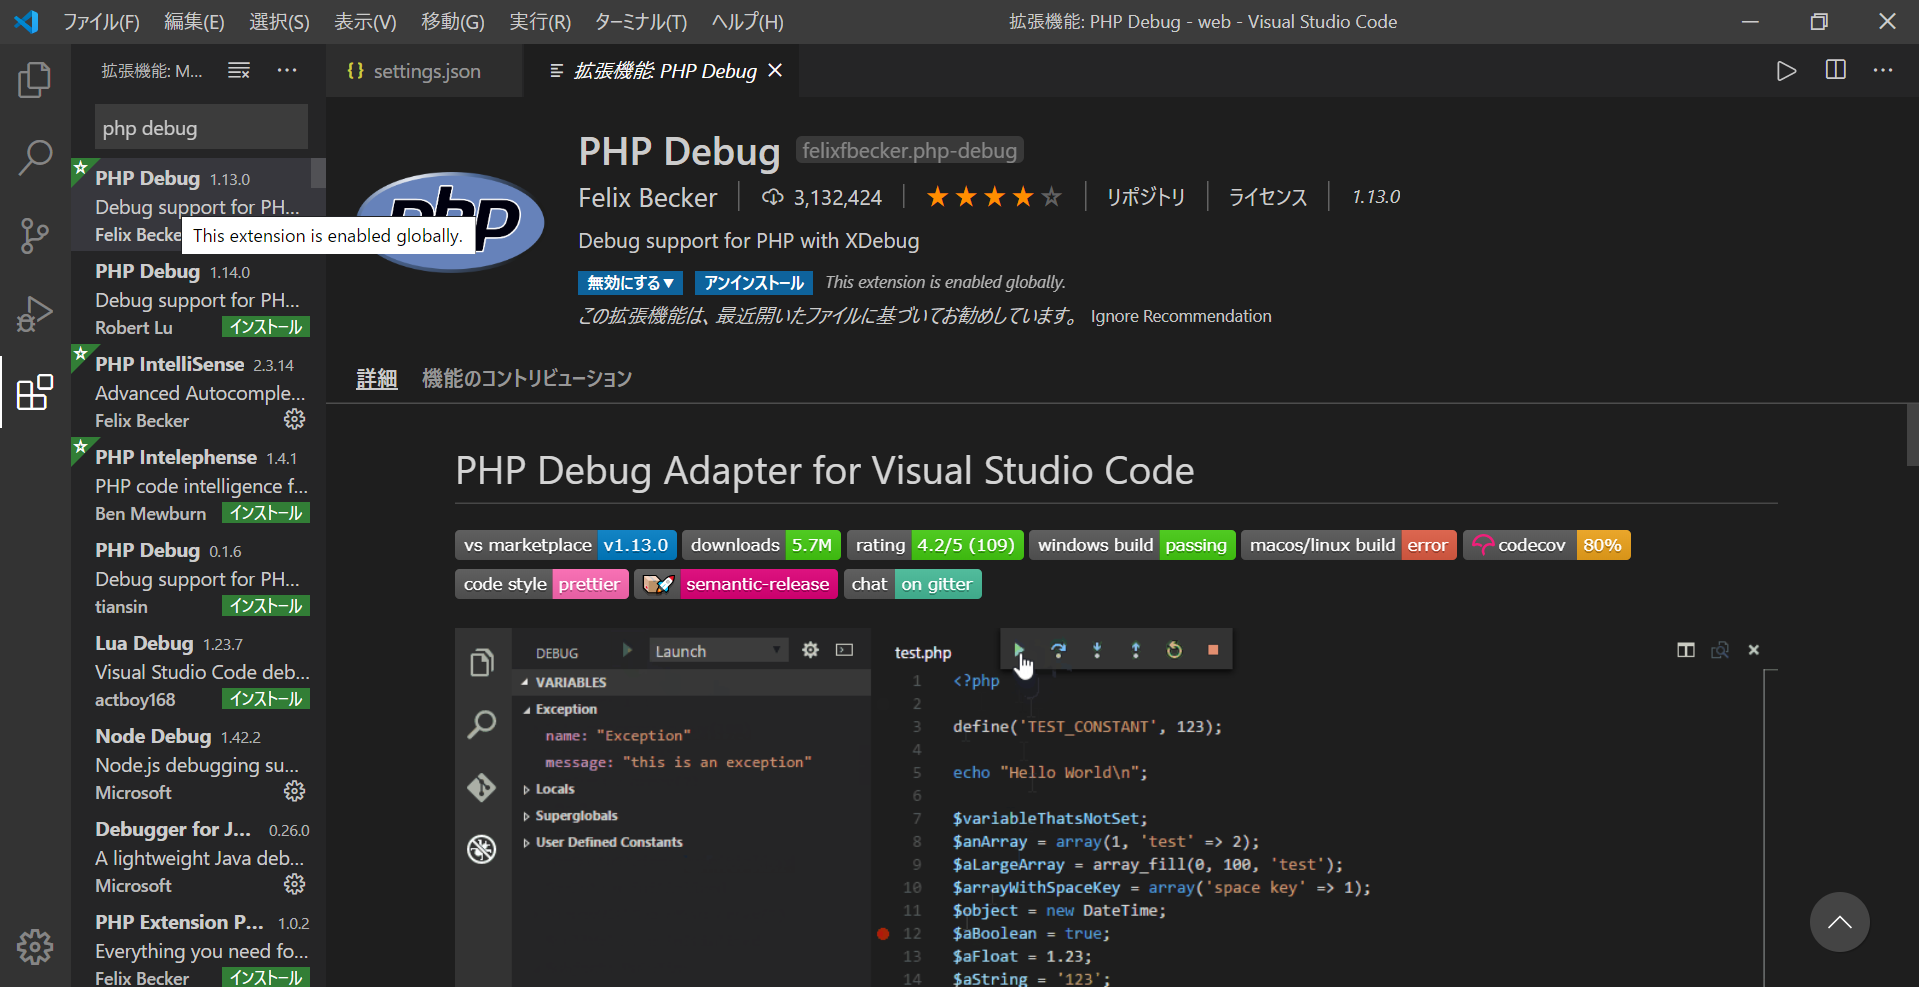 ファイル(F) 編集(E) 選択(S) 表示(V) 移動(G) 実行(R) ターミナル(T) ヘルプ(H) 拡張機能: PHP Debug - web - Visual Studio Code
拡張機能: M...
{} settings.json
拡張機能: PHP Debug
php debug
PHP Debug 1.13.0
Debug support for PH...
Felix Becke
This extension is enabled globally.
PHP Debug 1.14.0
Debug support for PH...
Robert Lu インストール
PHP IntelliSense 2.3.14
Advanced Autocomple...
Felix Becker
PHP Intelephense 1.4.1
PHP code intelligence f...
Ben Mewburn インストール
PHP Debug 0.1.6
Debug support for PH...
tiansin インストール
Lua Debug 1.23.7
Visual Studio Code deb...
actboy168 インストール
Node Debug 1.42.2
Node.js debugging su...
Microsoft
Debugger for J... 0.26.0
A lightweight Java deb...
Microsoft
PHP Extension P... 1.0.2
Everything you need fo...
Felix Becker インストール
php
PHP Debug felixfbecker.php-debug
Felix Becker 3,132,424 リポジトリ ライセンス 1.13.0
Debug support for PHP with XDebug
無効にする▼ アンインストール This extension is enabled globally.
この拡張機能は、最近開いたファイルに基づいてお勧めしています。 Ignore Recommendation
詳細 機能のコントリビューション
PHP Debug Adapter for Visual Studio Code
vs marketplace v1.13.0 downloads 5.7M rating 4.2/5 (109) windows build passing macos/linux build error codecov 80%
code style prettier semantic-release chat on gitter
DEBUG Launch
VARIABLES
Exception
name: "Exception"
message: "this is an exception"
Locals
Superglobals
User Defined Constants
test.php
1 <?php
2
3 define('TEST_CONSTANT', 123);
4
5 echo "Hello World\n";
6
7 $variableThatsNotSet;
8 $anArray = array(1, 'test' => 2);
9 $aLargeArray = array_fill(0, 100, 'test');
10 $arrayWithSpaceKey = array('space key' => 1);
11 $object = new DateTime;
12 $aBoolean = true;
13 $aFloat = 1.23;
14 $aString = '123';